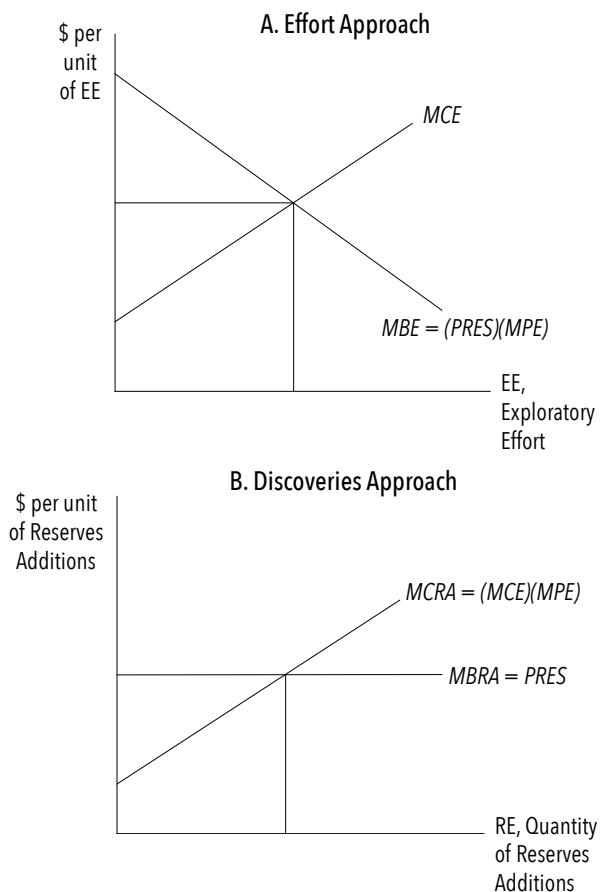 A. Effort Approach
$ per
unit
of EE
MCE
MBE = (PRES)(MPE)
EE,
Exploratory
Effort
B. Discoveries Approach
$ per unit
of Reserves
Additions
MCRA = (MCE)(MPE)
MBRA = PRES
RE, Quantity
of Reserves
Additions